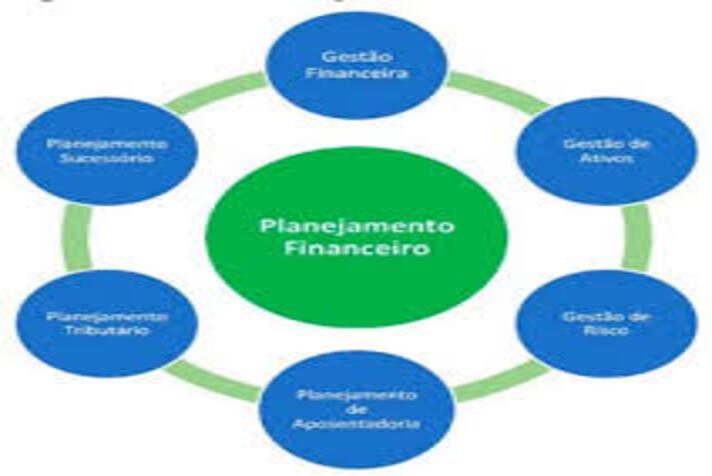 Gestão
Financeira
Gestão de
Ativos
Gestão de
Risco
Planejamento
de
Aposentadoria
Planejamento
Tributário
Planejamento
Sucessório
Planejamento
Financeiro